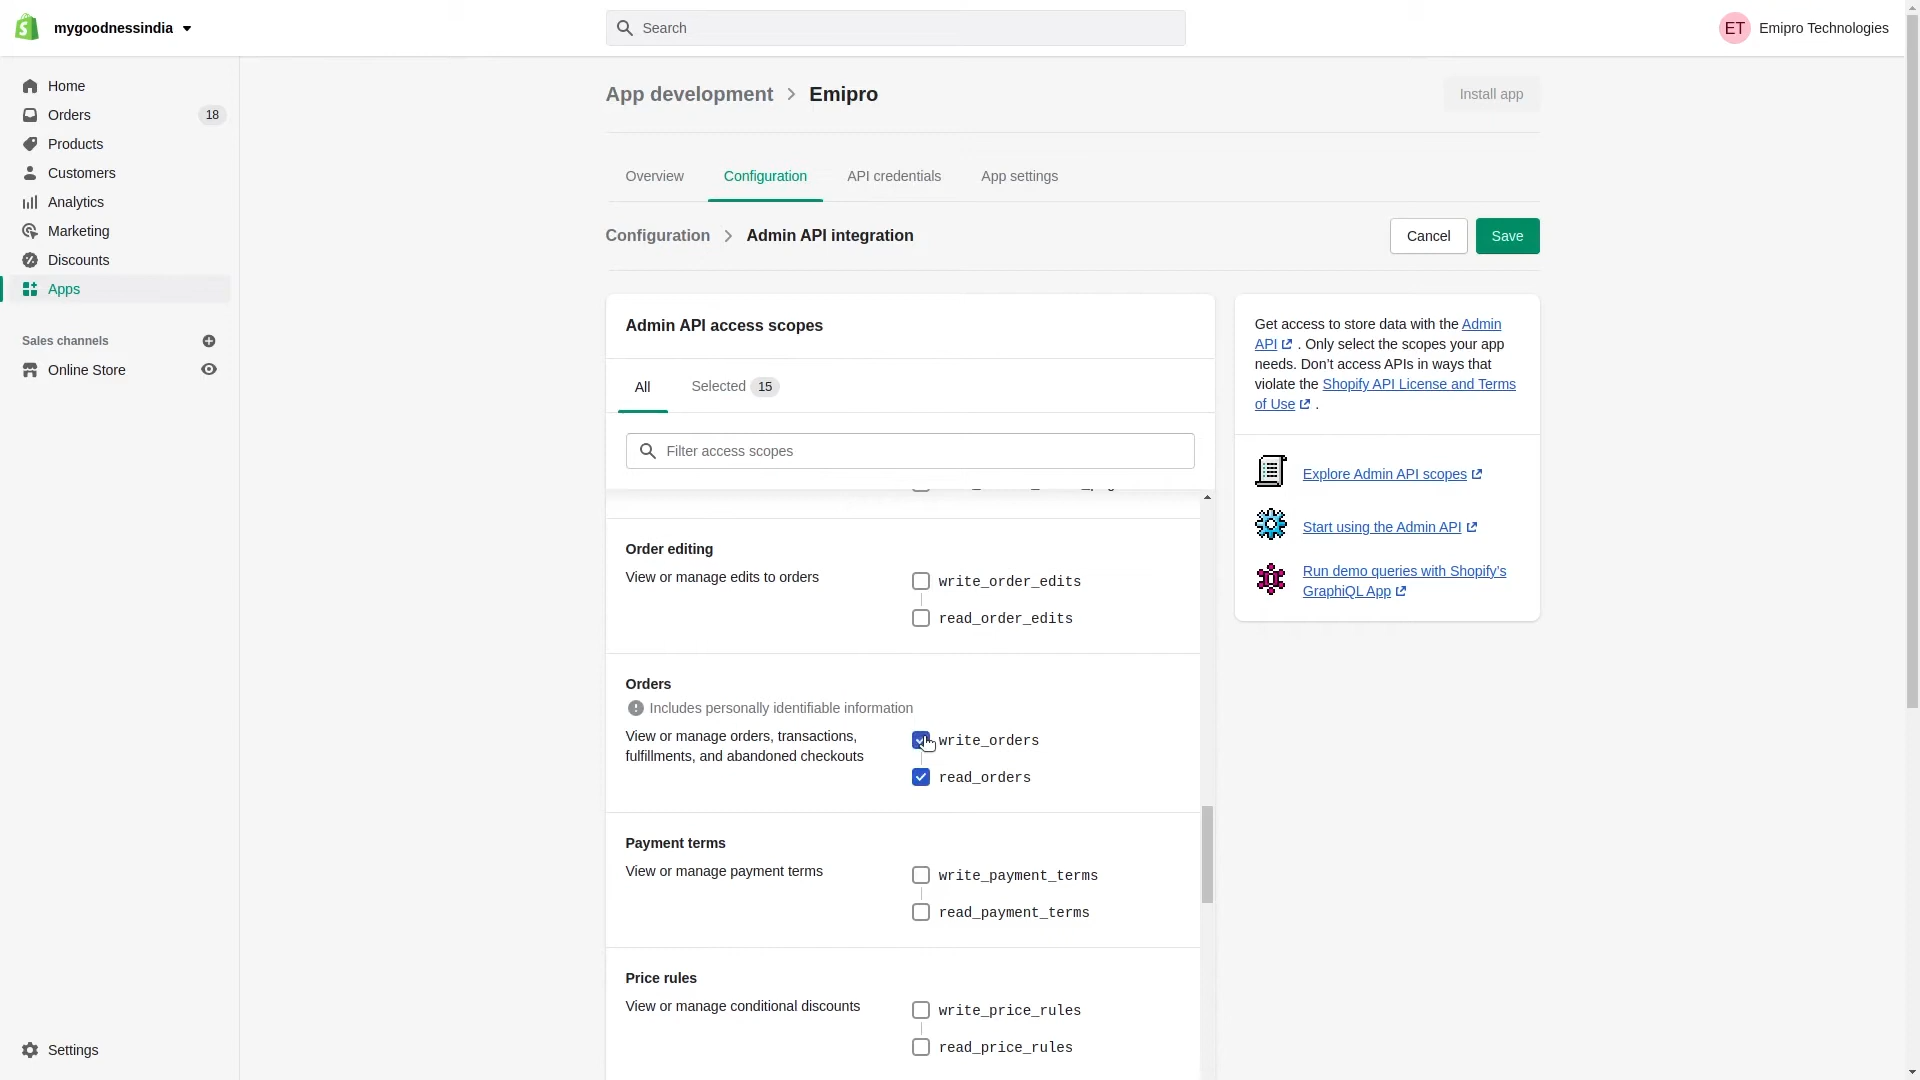 mygoodnessindia
Search
ET
Emipro Technologies
Home
Orders
18
Products
Customers
Analytics
Marketing
Discounts
Apps
Sales channels
Online Store
Settings
App development
Emipro
Install app
Overview
Configuration
API credentials
App settings
Configuration
Admin API integration
Cancel
Save
Admin API access scopes
All
Selected 15
Filter access scopes
Order editing
View or manage edits to orders
write_order_edits
read_order_edits
Orders
Includes personally identifiable information
View or manage orders, transactions,
fulfillments, and abandoned checkouts
write_orders
read_orders
Payment terms
View or manage payment terms
write_payment_terms
read_payment_terms
Price rules
View or manage conditional discounts
write_price_rules
read_price_rules
Get access to store data with the Admin
API . Only select the scopes your app
needs. Don’t access APIs in ways that
violate the Shopify API License and Terms
of Use .
Explore Admin API scopes
Start using the Admin API
Run demo queries with Shopify’s
GraphiQL App